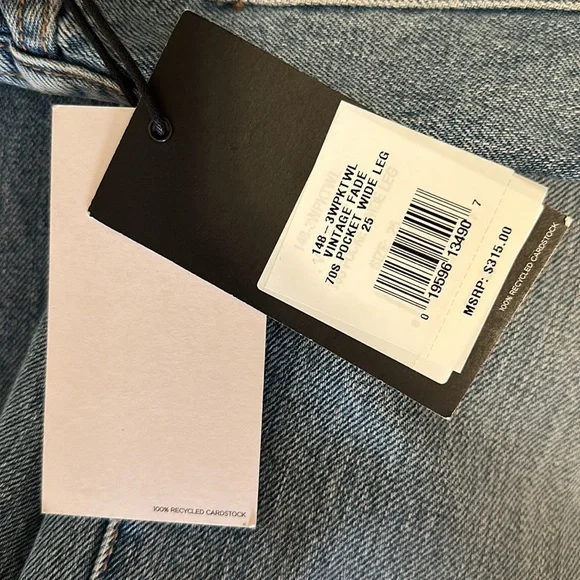 148-3WPKTWL
VINTAGE FADE
70S POCKET WIDE LEG
25
0 19596 13490 7
MSRP: $315.00
100% RECYCLED CARDSTOCK
100% RECYCLED CARDSTOCK